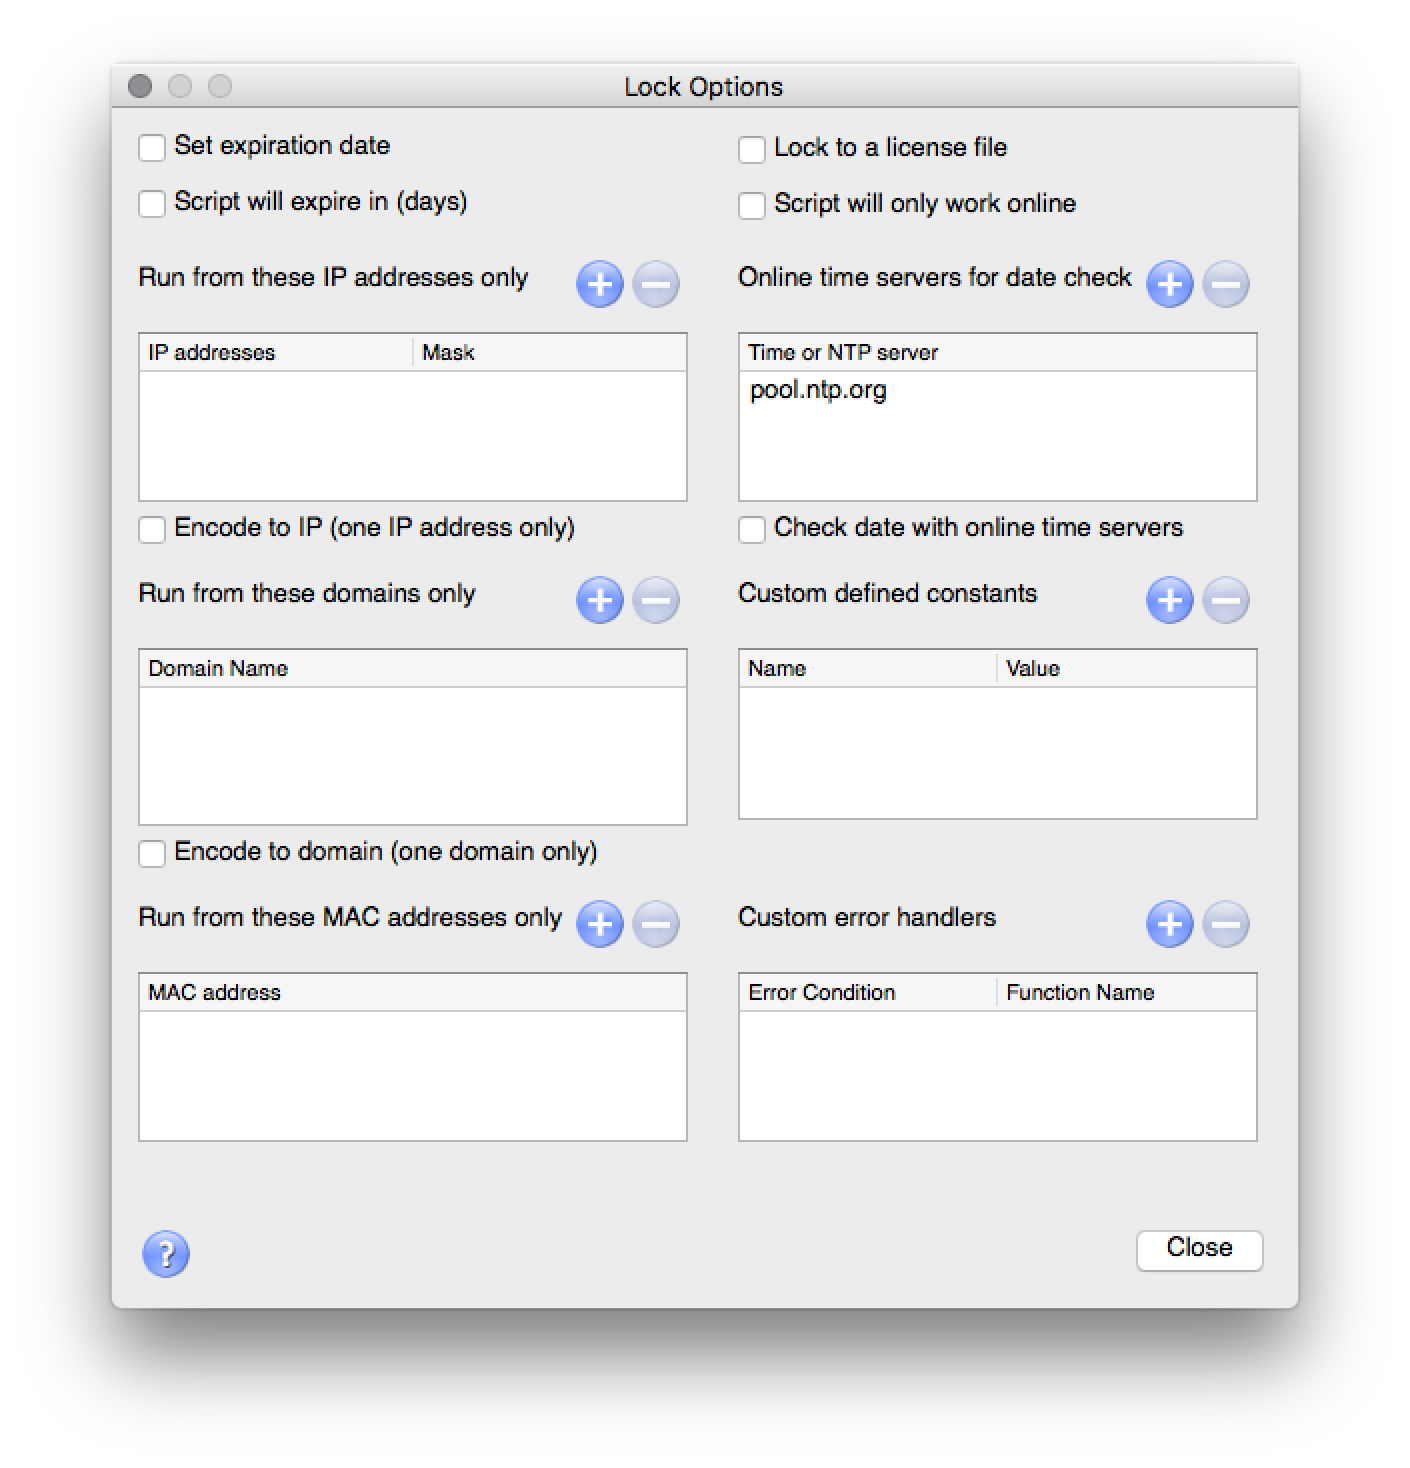 Lock Options
Set expiration date
Lock to a license file
Script will expire in (days)
Script will only work online
Run from these IP addresses only
Online time servers for date check
IP addresses Mask
Time or NTP server
pool.ntp.org
Encode to IP (one IP address only)
Check date with online time servers
Run from these domains only
Custom defined constants
Domain Name
Name Value
Encode to domain (one domain only)
Run from these MAC addresses only
Custom error handlers
MAC address
Error Condition Function Name
?
Close